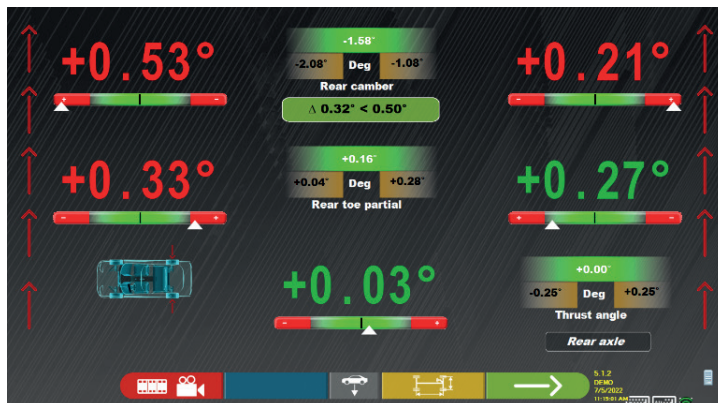 +0.53°
-1.58°
-2.08° Deg -1.08°
Rear camber
Δ 0.32° < 0.50°
+0.21°
+0.33°
+0.16°
+0.04° Deg +0.28°
Rear toe partial
+0.27°
+0.03°
+0.00°
-0.25° Deg +0.25°
Thrust angle
Rear axle
5.1.2
DEMO
7/5/2022